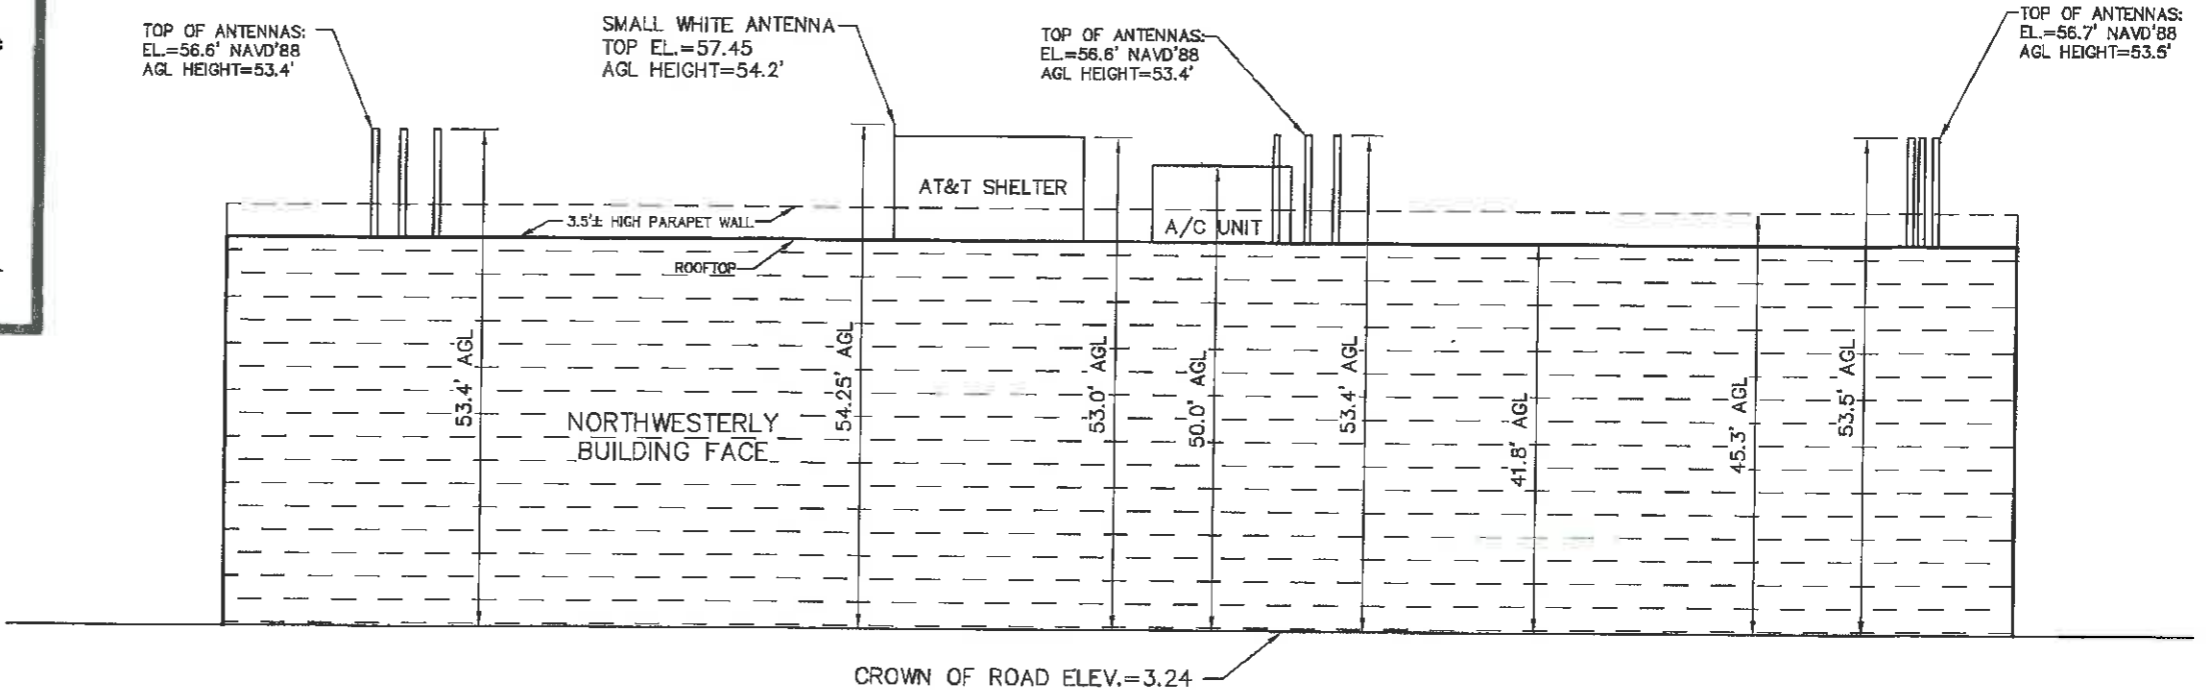 TOP OF ANTENNAS:
EL.=56.6' NAVD'88
AGL HEIGHT=53.4'
SMALL WHITE ANTENNA
TOP EL.=57.45
AGL HEIGHT=54.2'
TOP OF ANTENNAS:
EL.=56.6' NAVD'88
AGL HEIGHT=53.4'
TOP OF ANTENNAS:
EL.=56.7' NAVD'88
AGL HEIGHT=53.5'
AT&T SHELTER
A/C UNIT
3.5'± HIGH PARAPET WALL
ROOFTOP
53.4' AGL
54.25' AGL
53.0' AGL
50.0' AGL
53.4' AGL
41.8' AGL
45.3' AGL
53.5' AGL
NORTHWESTERLY
BUILDING FACE
CROWN OF ROAD ELEV.=3.24